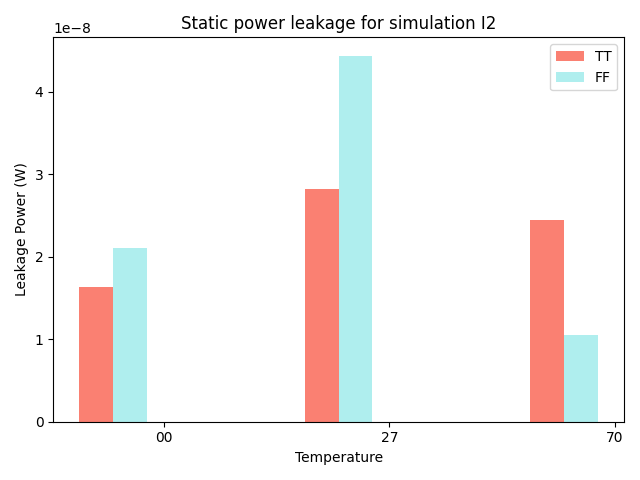 Static power leakage for simulation I2
1e−8
TT
FF
4
3
2
1
0
Leakage Power (W)
00
27
70
Temperature